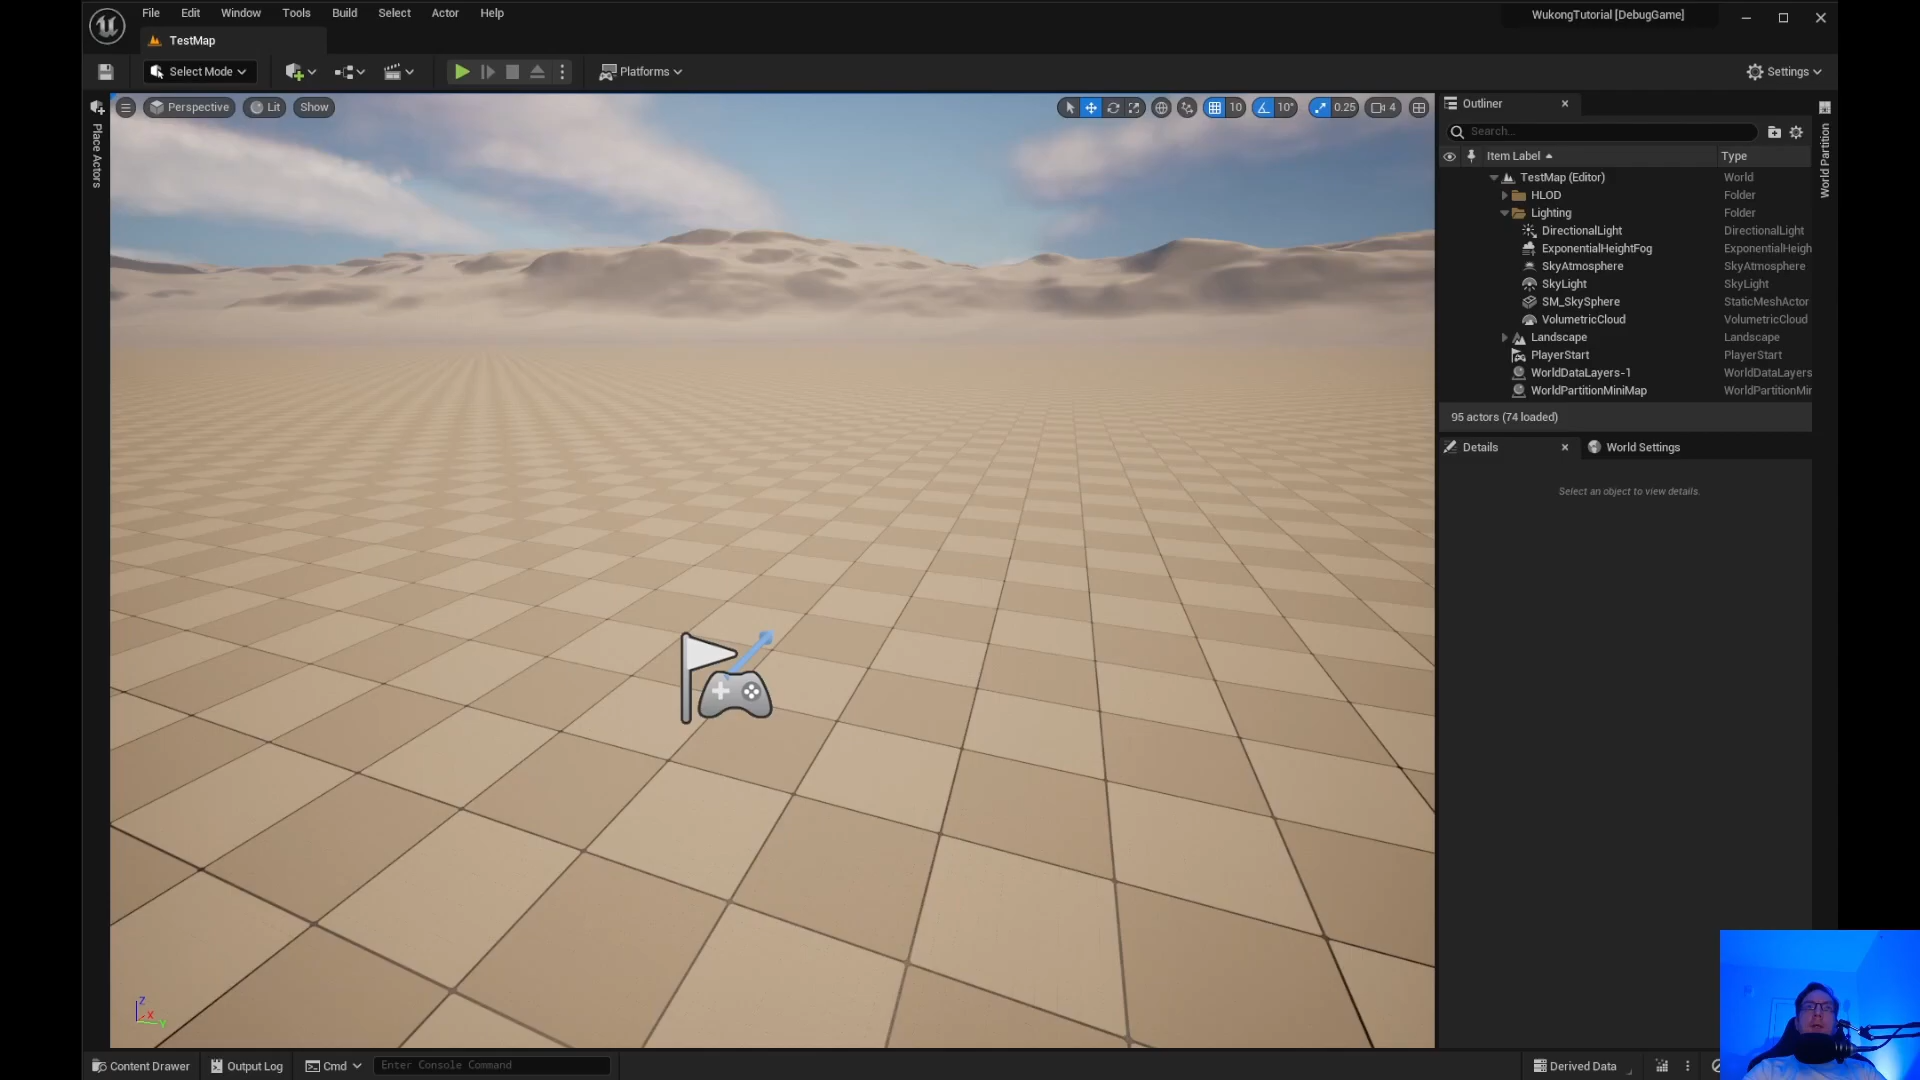 File Edit Window Tools Build Select Actor Help
WukongTutorial [DebugGame]
TestMap
Select Mode
Platforms
Settings
Place Actors
Perspective
Lit
Show
10
10°
0.25
4
Outliner
World Partition
Search...
Item Label
Type
TestMap (Editor) World
HLOD Folder
Lighting Folder
DirectionalLight DirectionalLight
ExponentialHeightFog ExponentialHeigh
SkyAtmosphere SkyAtmosphere
SkyLight SkyLight
SM_SkySphere StaticMeshActor
VolumetricCloud VolumetricCloud
Landscape Landscape
PlayerStart PlayerStart
WorldDataLayers-1 WorldDataLayers
WorldPartitionMiniMap WorldPartitionMir
95 actors (74 loaded)
Details
World Settings
Select an object to view details.
Z
X
Y
Content Drawer
Output Log
Cmd
Enter Console Command
Derived Data